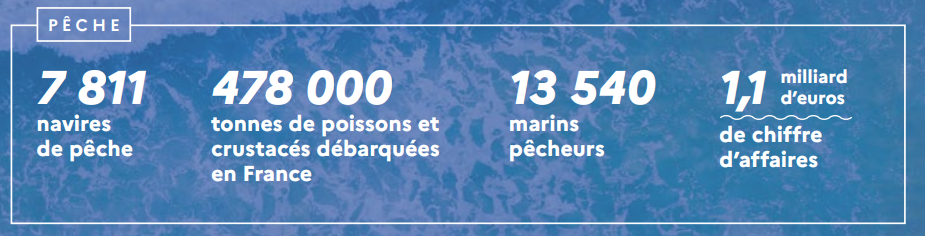 PÊCHE
7 811
navires
de pêche
478 000
tonnes de poissons et
crustacés débarquées
en France
13 540
marins
pêcheurs
1,1 milliard
d'euros
de chiffre
d'affaires